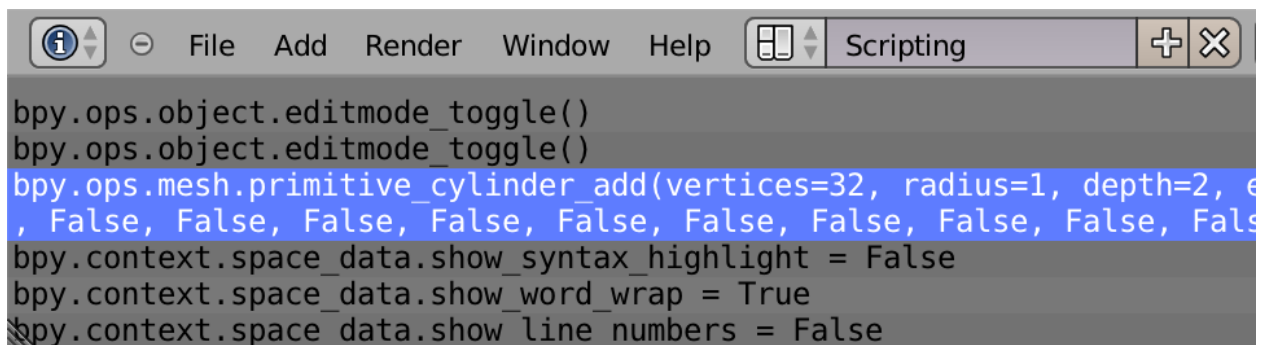 File Add Render Window Help Scripting
bpy.ops.object.editmode_toggle()
bpy.ops.object.editmode_toggle()
bpy.ops.mesh.primitive_cylinder_add(vertices=32, radius=1, depth=2, e
, False, False, False, False, False, False, False, False, False, Fals
bpy.context.space_data.show_syntax_highlight = False
bpy.context.space_data.show_word_wrap = True
bpy.context.space_data.show_line_numbers = False